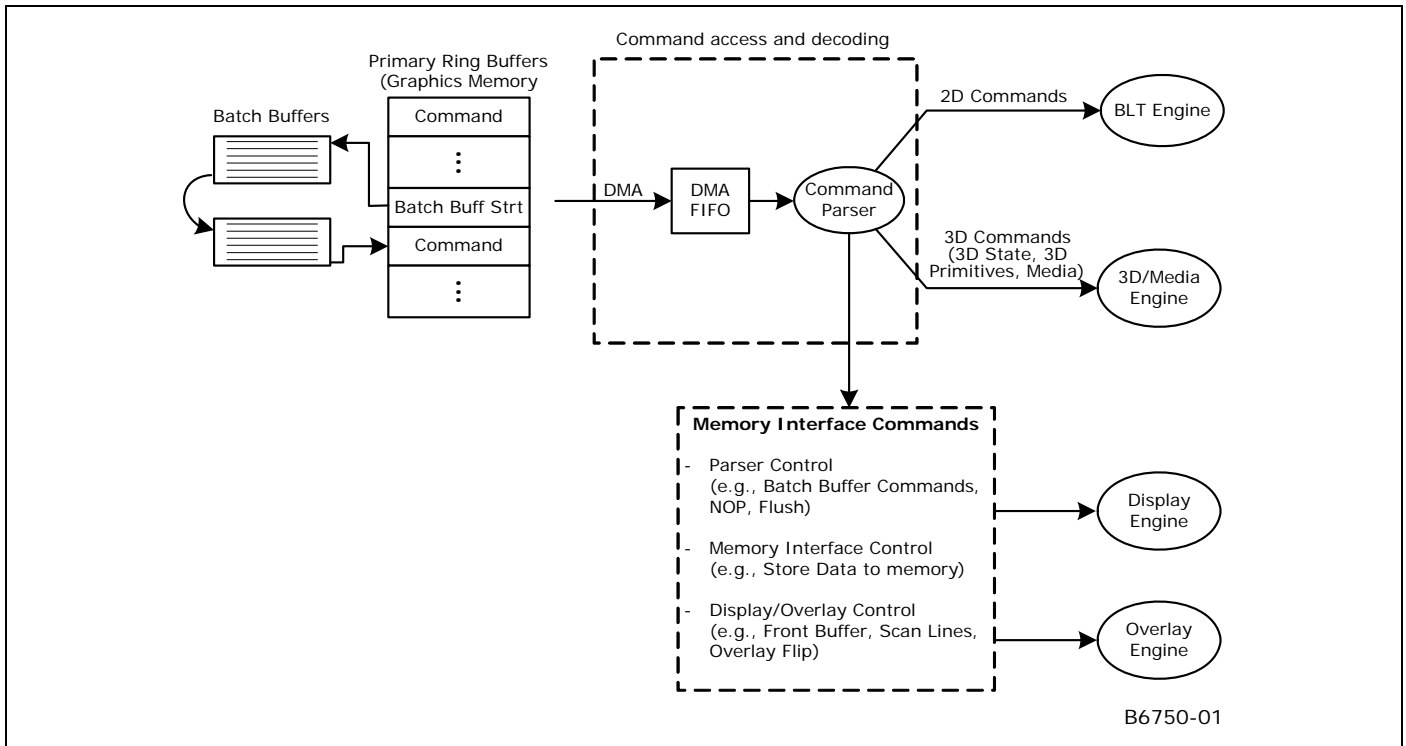 Command access and decoding
Primary Ring Buffers
(Graphics Memory
Batch Buffers
Command
⋮
Batch Buff Strt
Command
⋮
DMA
DMA
FIFO
Command
Parser
2D Commands
BLT Engine
3D Commands
(3D State, 3D
Primitives, Media)
3D/Media
Engine
Memory Interface Commands
- Parser Control
(e.g., Batch Buffer Commands,
NOP, Flush)
- Memory Interface Control
(e.g., Store Data to memory)
- Display/Overlay Control
(e.g., Front Buffer, Scan Lines,
Overlay Flip)
Display
Engine
Overlay
Engine
B6750-01